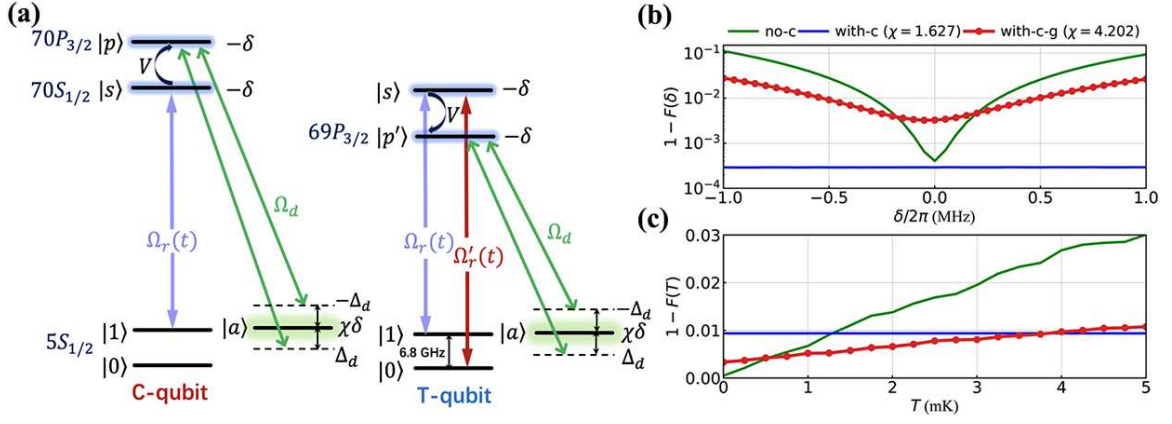 (a)
70P3/2 |p⟩ −δ
V
70S1/2 |s⟩ −δ
Ωr(t)
Ωd
5S1/2
|1⟩
|0⟩
|a⟩
−Δd
χδ
Δd
C-qubit
|s⟩ −δ
V
69P3/2 |p′⟩ −δ
Ωr(t)
Ω′r(t)
Ωd
|1⟩
6.8 GHz
|0⟩
|a⟩
−Δd
χδ
Δd
T-qubit
(b)
no-c with-c (χ = 1.627) with-c-g (χ = 4.202)
1 − F(δ)
10⁻¹
10⁻²
10⁻³
10⁻⁴
−1.0 −0.5 0.0 0.5 1.0
δ/2π (MHz)
(c)
1 − F(T)
0.03
0.02
0.01
0.00
0 1 2 3 4 5
T (mK)